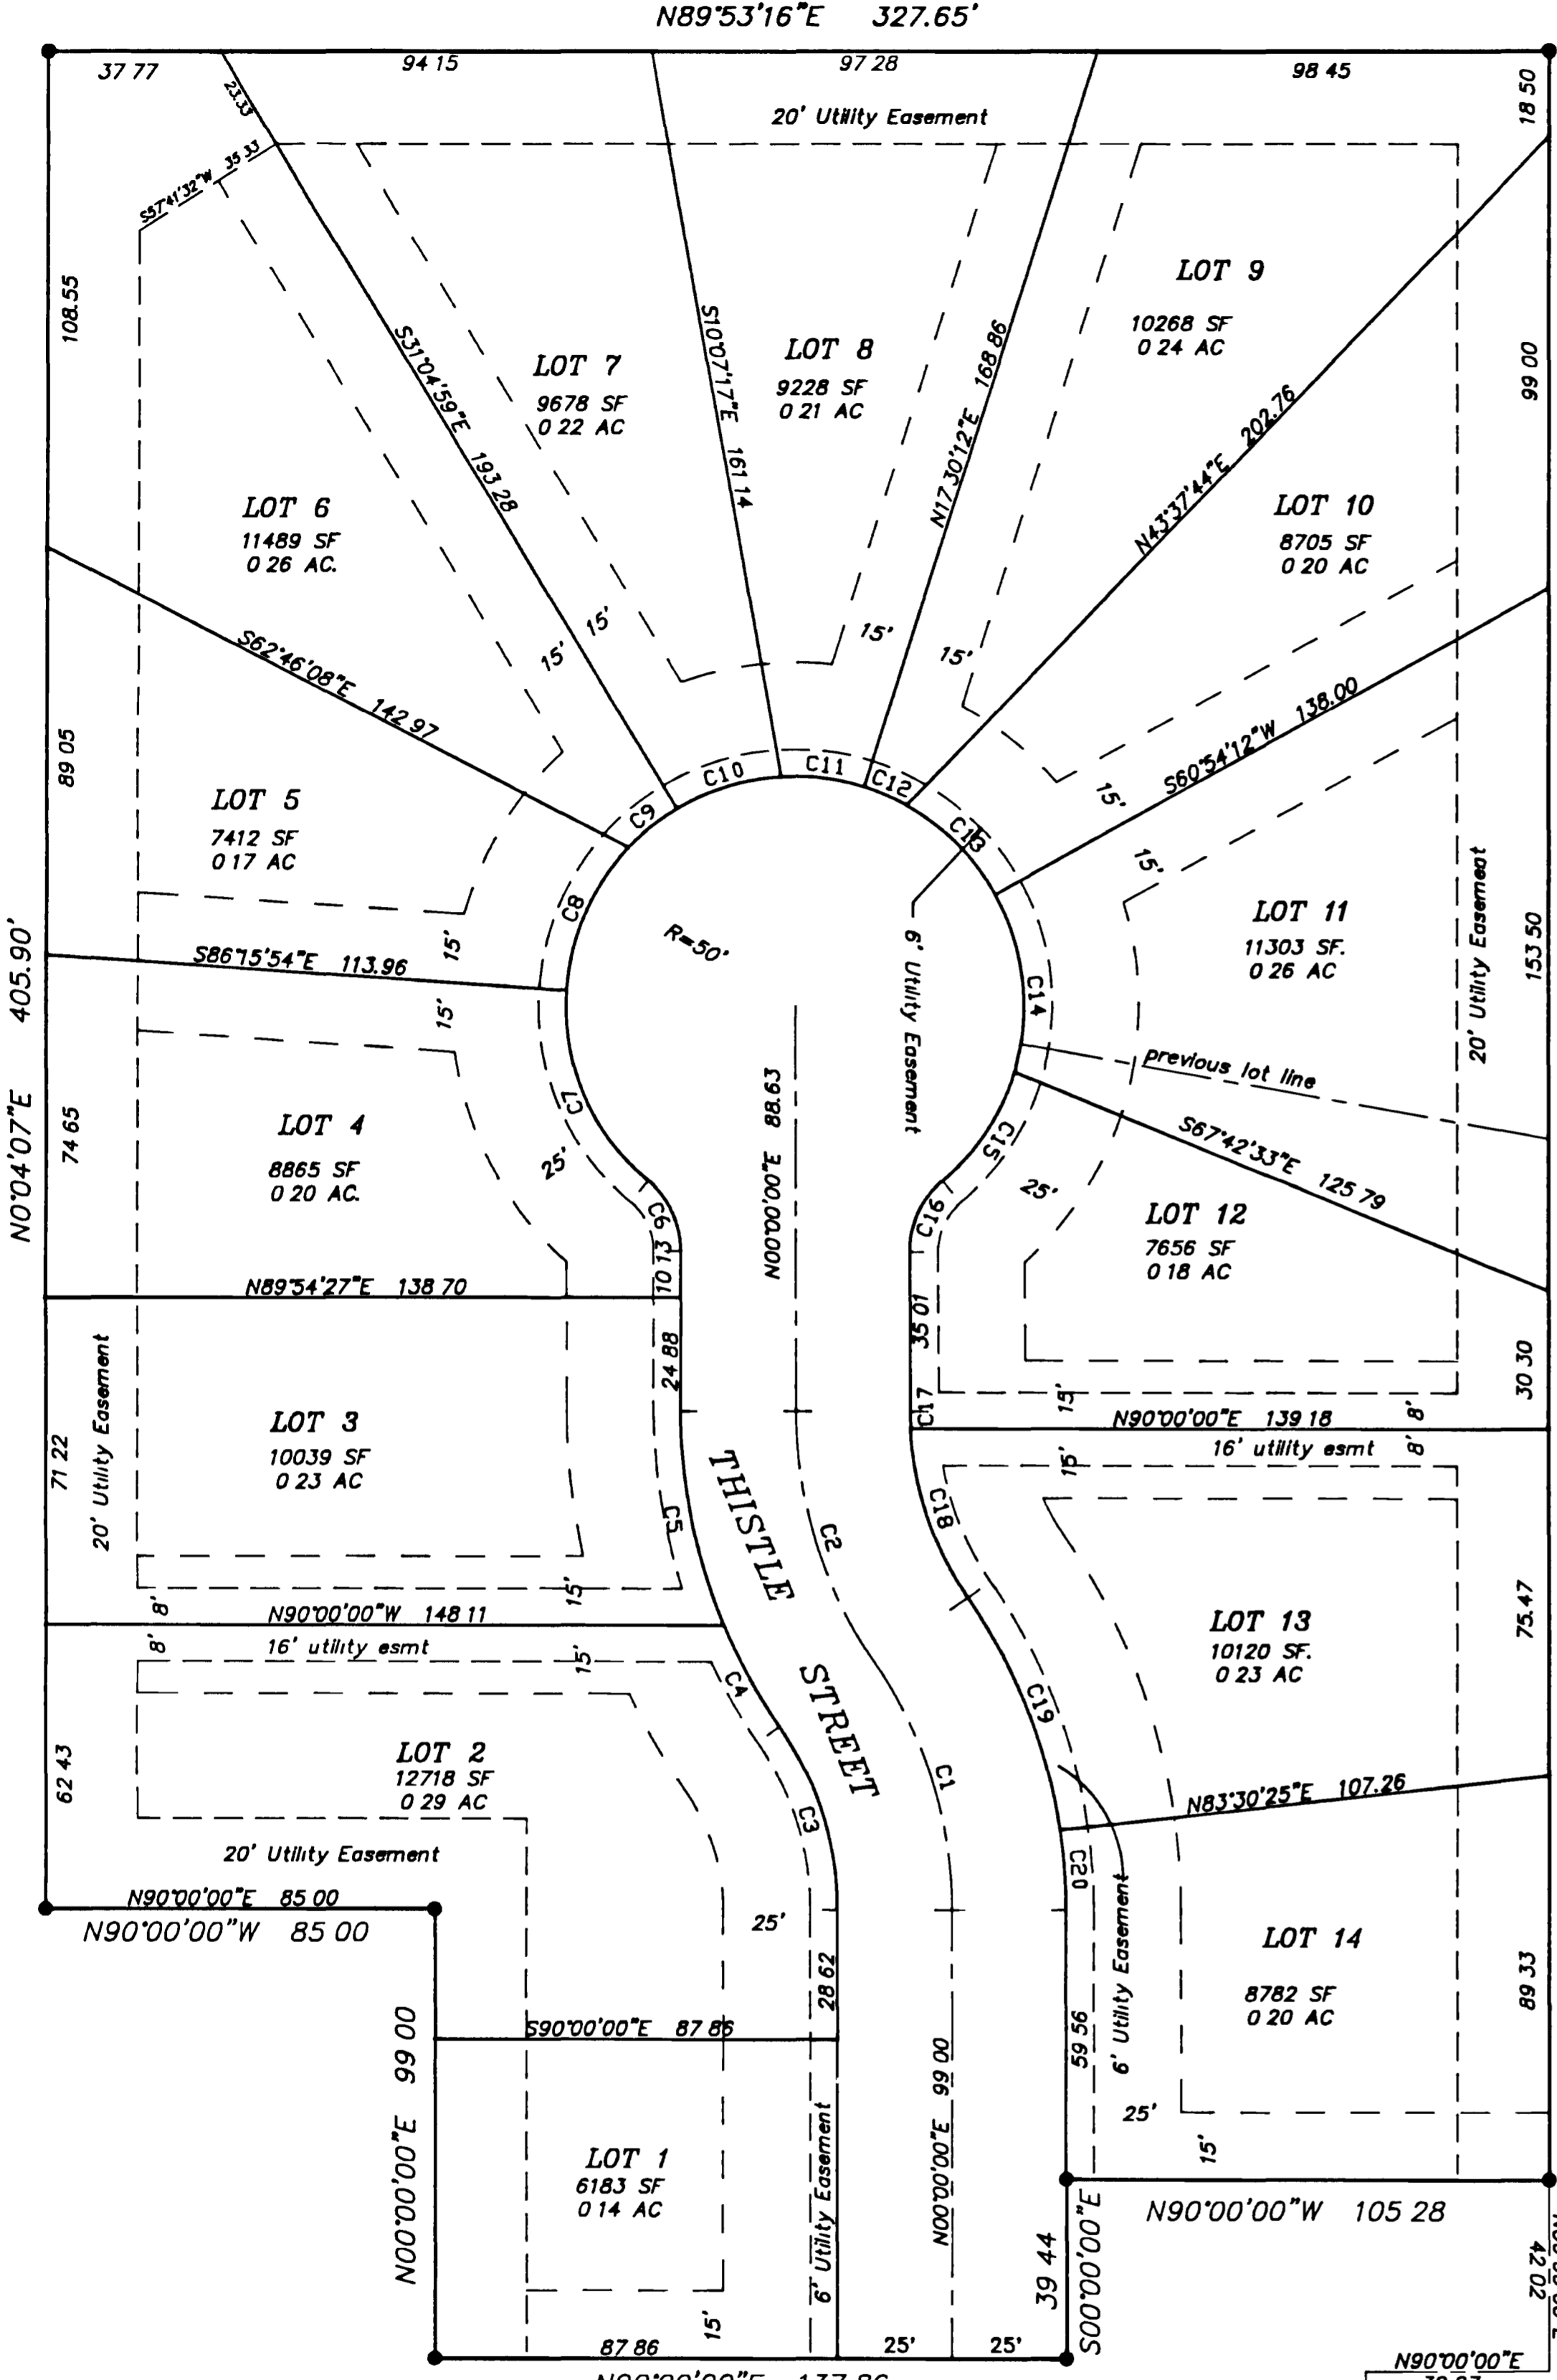 N89°53'16"E 327.65'
37 77
94 15
97 28
98 45
18 50
23.33
20' Utility Easement
S57°41'32"W 35 33
108.55
LOT 9
10268 SF
0 24 AC
99 00
S31°04'59"E 193 28
S10°07'17"E 161 14
LOT 8
9228 SF
0 21 AC
N17°30'12"E 168 86
LOT 7
9678 SF
0 22 AC
N43°37'44"E 202.76
LOT 6
11489 SF
0 26 AC.
LOT 10
8705 SF
0 20 AC
15'
15'
15'
15'
S62°46'08"E 142 97
S60°54'12"W 138.00
89 05
C10
C11
C12
C9
C13
15'
15'
LOT 5
7412 SF
0 17 AC
C8
R=50'
6' Utility Easement
LOT 11
11303 SF.
0 26 AC
20' Utility Easement
153 50
15'
S86°15'54"E 113.96
15'
N0°04'07"E 405.90'
C14
previous lot line
74 65
LOT 4
8865 SF
0 20 AC.
C7
25'
N00°00'00"E 88.63
C15
S67°42'33"E 125 79
25'
C6
C16
LOT 12
7656 SF
0 18 AC
10 13
N89°54'27"E 138 70
35 01
24 88
30 30
20' Utility Easement
C17
15'
8'
N90°00'00"E 139 18
LOT 3
10039 SF
0 23 AC
71 22
16' utility esmt
8'
15'
THISTLE
C5
C2
C18
15'
8'
N90°00'00"W 148 11
75.47
LOT 13
10120 SF.
0 23 AC
8'
16' utility esmt
15'
STREET
C4
C19
LOT 2
12718 SF
0 29 AC
62 43
C3
C1
N83°30'25"E 107.26
20' Utility Easement
C20
N90°00'00"E 85 00
N90°00'00"W 85 00
25'
6' Utility Easement
LOT 14
8782 SF
0 20 AC
89 33
28 62
S90°00'00"E 87 86
N00°00'00"E 99 00
59 56
N00°00'00"E 99 00
25'
15'
LOT 1
6183 SF
0 14 AC
6' Utility Easement
N90°00'00"W 105 28
39 44
S00°00'00"E
42 02
15'
87 86
25'
25'
N90°00'00"E